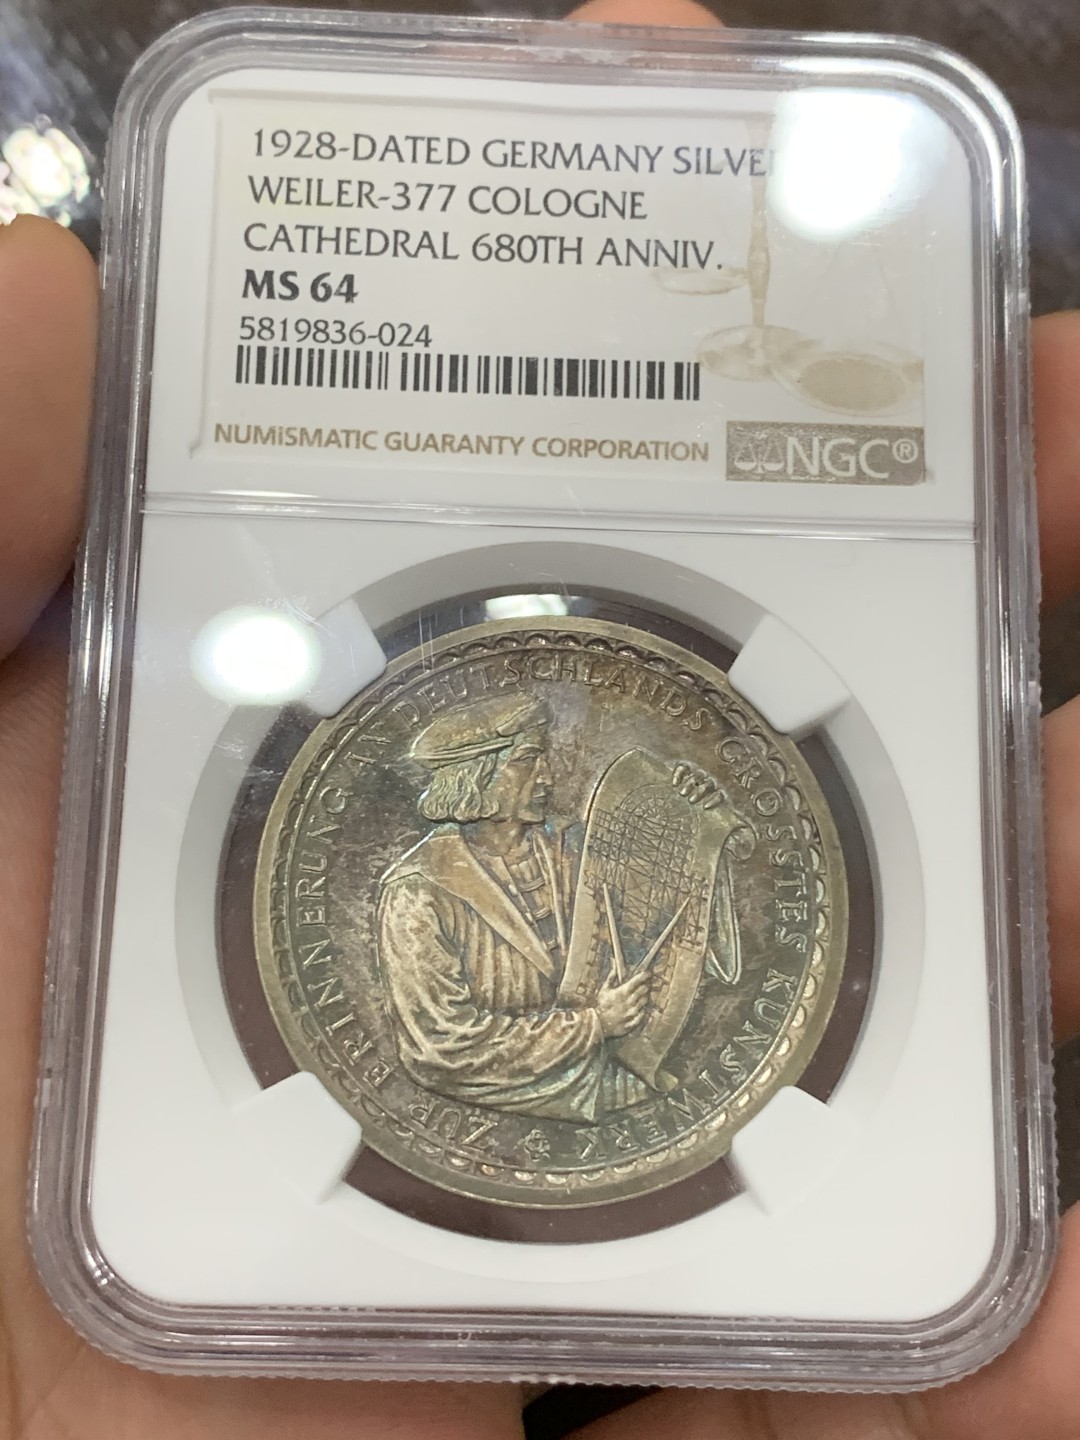 1928-DATED GERMANY SILVE
WEILER-377 COLOGNE
CATHEDRAL 680TH ANNIV.
MS 64
5819836-024
NUMISMATIC GUARANTY CORPORATION
NGC®
ZUR ERINNERUNG AN DEUTSCHLANDS GROSSTES KUNSTWERK